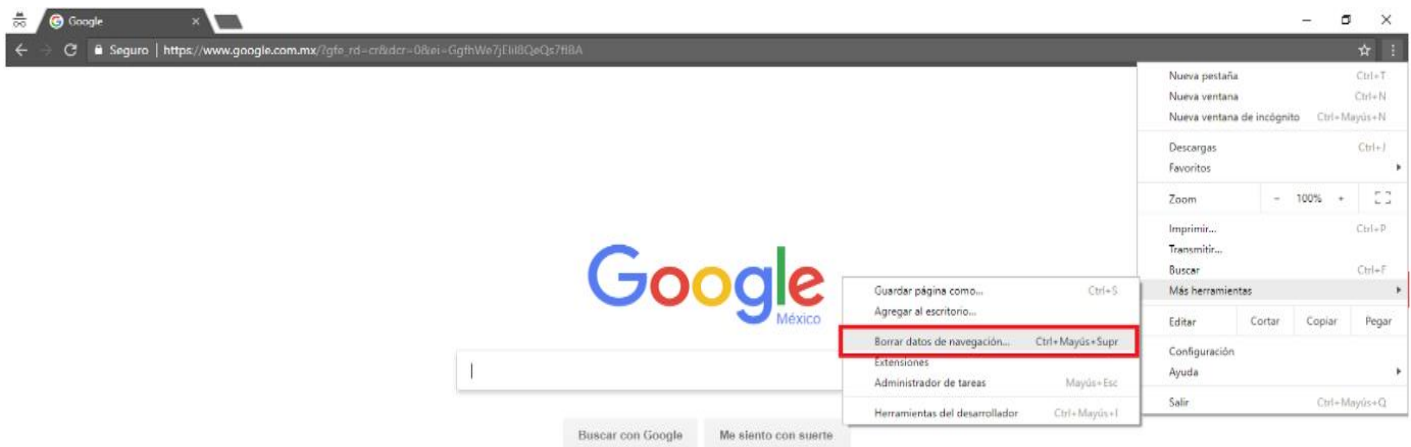 Google
Seguro | https://www.google.com.mx/?gfe_rd=cr&dcr=0&ei=GgfhWe7jEIil8QeQs7fI8A
Nueva pestaña Ctrl+T
Nueva ventana Ctrl+N
Nueva ventana de incógnito Ctrl+Mayús+N
Descargas Ctrl+J
Favoritos
Zoom - 100% +
Imprimir... Ctrl+P
Transmitir...
Buscar Ctrl+F
Más herramientas
Editar Cortar Copiar Pegar
Configuración
Ayuda
Salir Ctrl+Mayús+Q
Guardar página como... Ctrl+S
Agregar al escritorio...
Borrar datos de navegación... Ctrl+Mayús+Supr
Extensiones
Administrador de tareas Mayús+Esc
Herramientas del desarrollador Ctrl+Mayús+I
Google
México
Buscar con Google Me siento con suerte